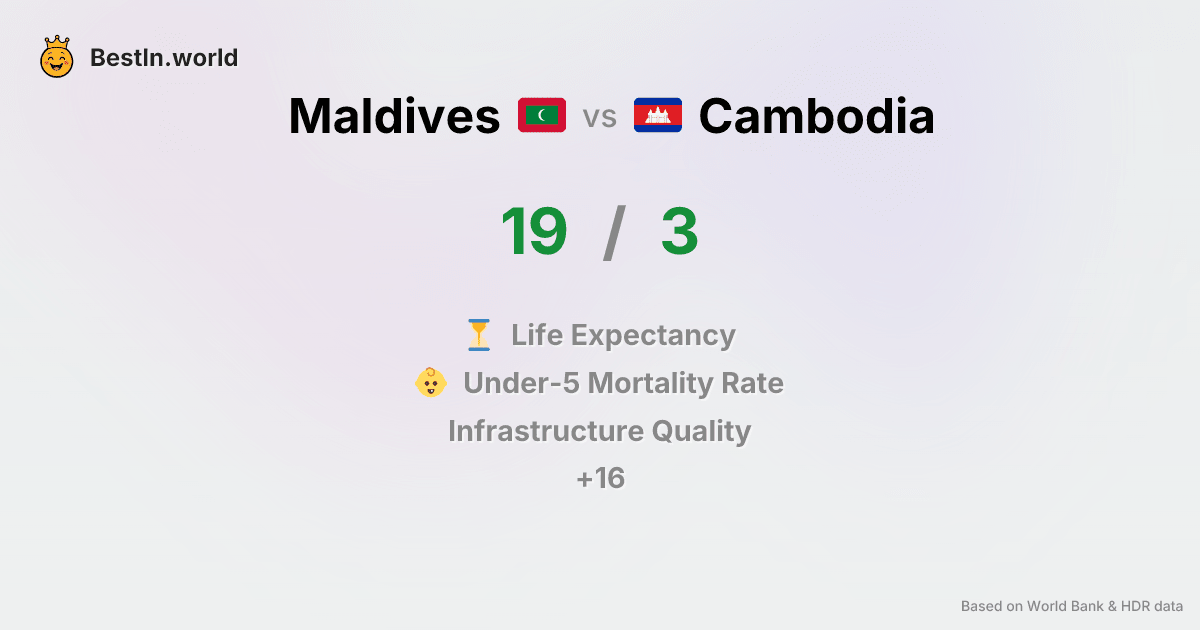 BestIn.world
Maldives vs Cambodia
19 / 3
Life Expectancy
Under-5 Mortality Rate
Infrastructure Quality
+16
Based on World Bank & HDR data